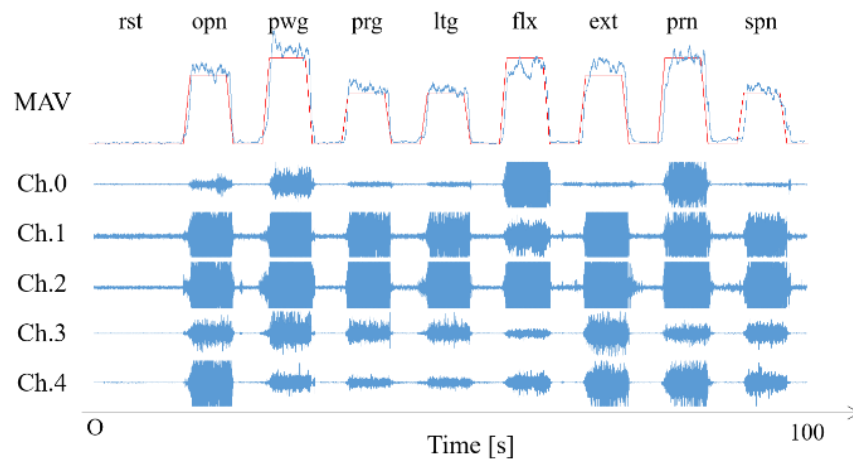 rst opn pwg prg ltg flx ext prn spn
MAV
Ch.0
Ch.1
Ch.2
Ch.3
Ch.4
O 100
Time [s]